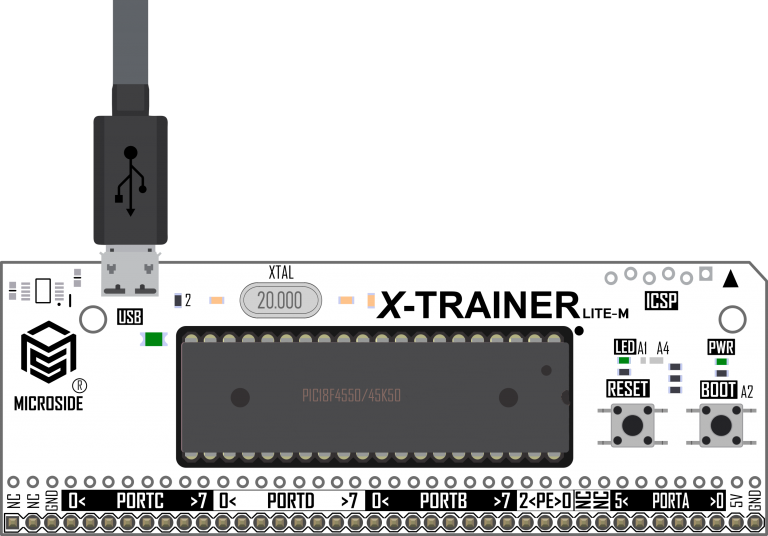 XTAL
20.000
2
USB
X-TRAINER LITE-M
ICSP
LED A1 A4
PWR
MICROSIDE
®
PIC18F4550/45K50
RESET
BOOT A2
NC NC GND 0< PORTC >7 0< PORTD >7 0< PORTB >7 2<PE>0 NC NC 5< PORTA >0 5V GND